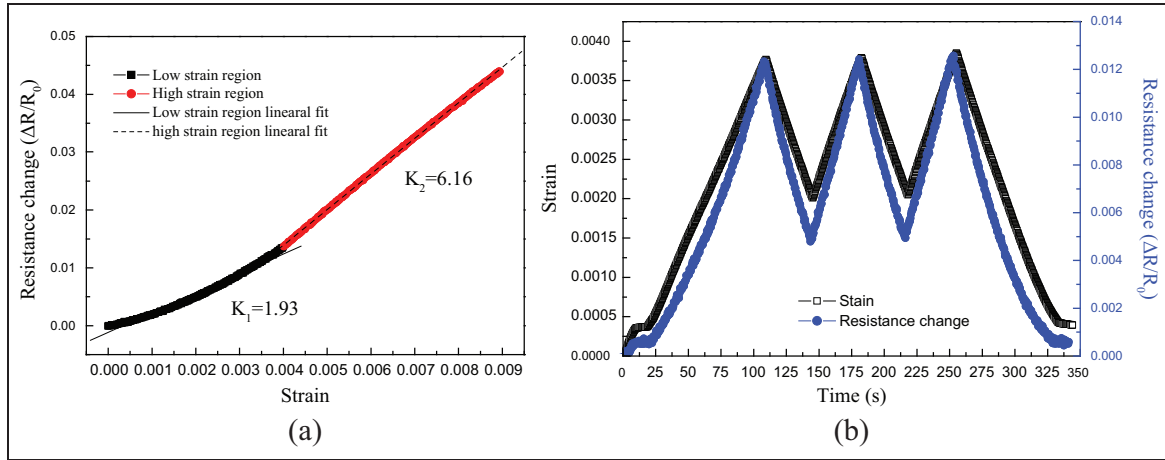 0.05
0.04
0.03
0.02
0.01
0.00
Resistance change (ΔR/R₀)
Low strain region
High strain region
Low strain region linearal fit
high strain region linearal fit
K₂=6.16
K₁=1.93
0.000 0.001 0.002 0.003 0.004 0.005 0.006 0.007 0.008 0.009
Strain
(a)
0.0040
0.0035
0.0030
0.0025
0.0020
0.0015
0.0010
0.0005
0.0000
Strain
Stain
Resistance change
0 25 50 75 100 125 150 175 200 225 250 275 300 325 350
Time (s)
0.014
0.012
0.010
0.008
0.006
0.004
0.002
0.000
Resistance change (ΔR/R₀)
(b)